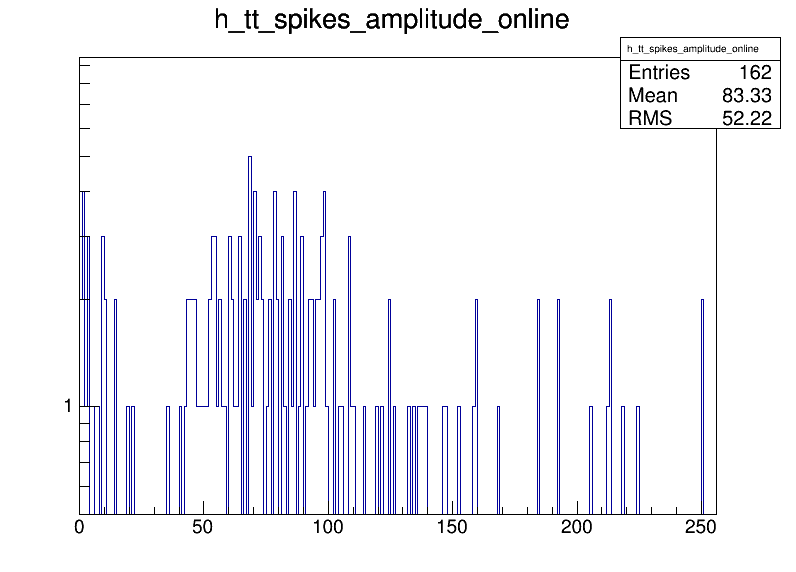 h_tt_spikes_amplitude_online
h_tt_spikes_amplitude_online
Entries 162
Mean 83.33
RMS 52.22
1
0 50 100 150 200 250